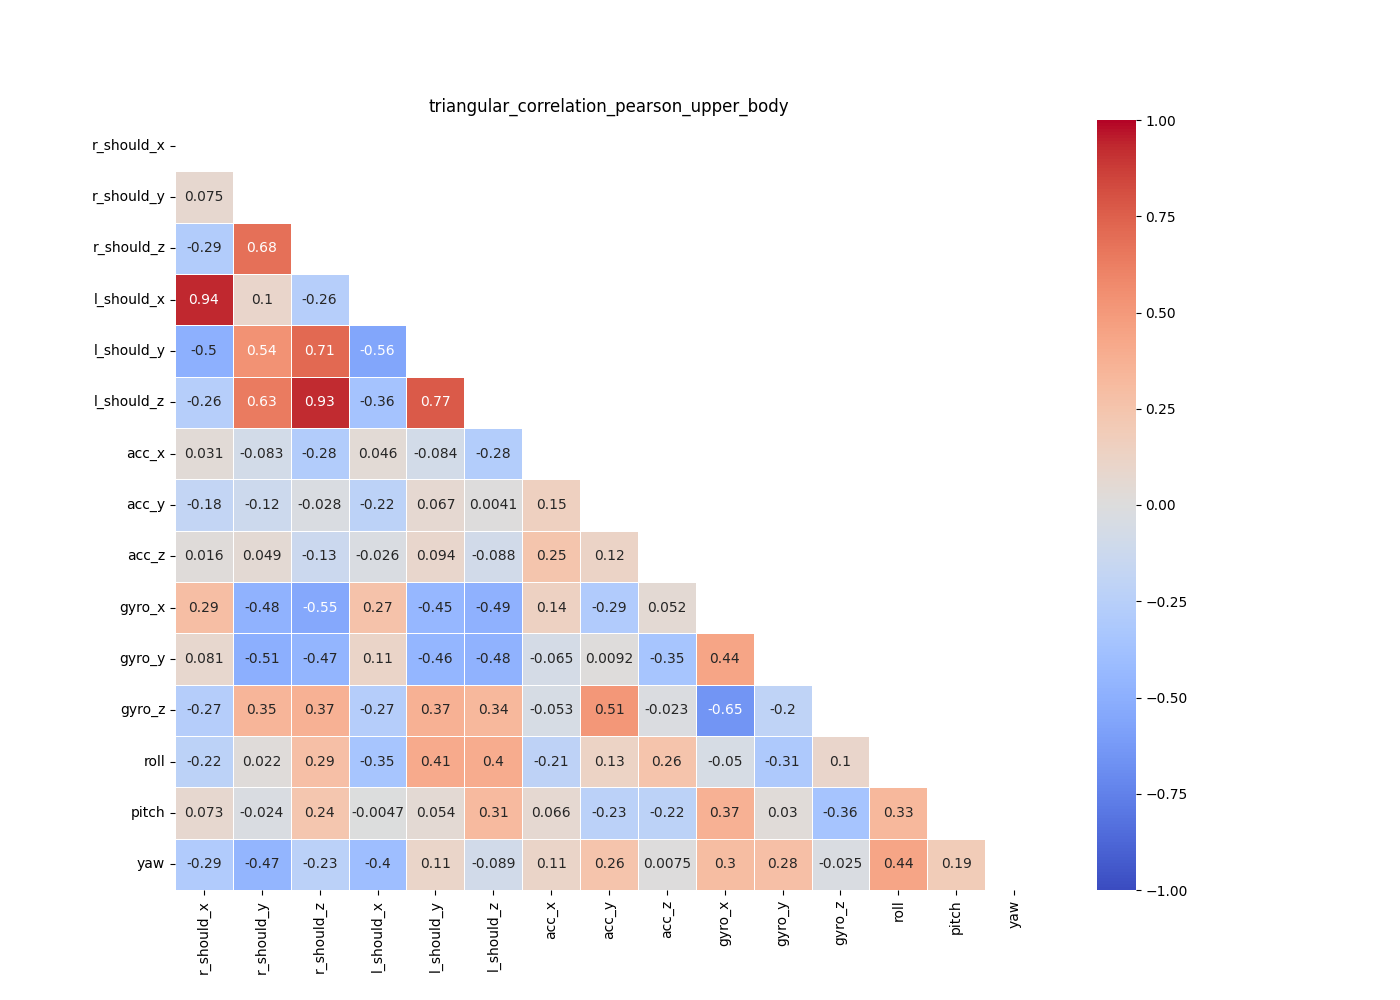 triangular_correlation_pearson_upper_body
r_should_x
1.00
r_should_y 0.075
0.75
r_should_z -0.29 0.68
l_should_x 0.94 0.1 -0.26
0.50
l_should_y -0.5 0.54 0.71 -0.56
l_should_z -0.26 0.63 0.93 -0.36 0.77
0.25
acc_x 0.031 -0.083 -0.28 0.046 -0.084 -0.28
acc_y -0.18 -0.12 -0.028 -0.22 0.067 0.0041 0.15
0.00
acc_z 0.016 0.049 -0.13 -0.026 0.094 -0.088 0.25 0.12
−0.25
gyro_x 0.29 -0.48 -0.55 0.27 -0.45 -0.49 0.14 -0.29 0.052
gyro_y 0.081 -0.51 -0.47 0.11 -0.46 -0.48 -0.065 0.0092 -0.35 0.44
−0.50
gyro_z -0.27 0.35 0.37 -0.27 0.37 0.34 -0.053 0.51 -0.023 -0.65 -0.2
roll -0.22 0.022 0.29 -0.35 0.41 0.4 -0.21 0.13 0.26 -0.05 -0.31 0.1
−0.75
pitch 0.073 -0.024 0.24 -0.0047 0.054 0.31 0.066 -0.23 -0.22 0.37 0.03 -0.36 0.33
yaw -0.29 -0.47 -0.23 -0.4 0.11 -0.089 0.11 0.26 0.0075 0.3 0.28 -0.025 0.44 0.19
−1.00
r_should_x r_should_y r_should_z l_should_x l_should_y l_should_z acc_x acc_y acc_z gyro_x gyro_y gyro_z roll pitch yaw